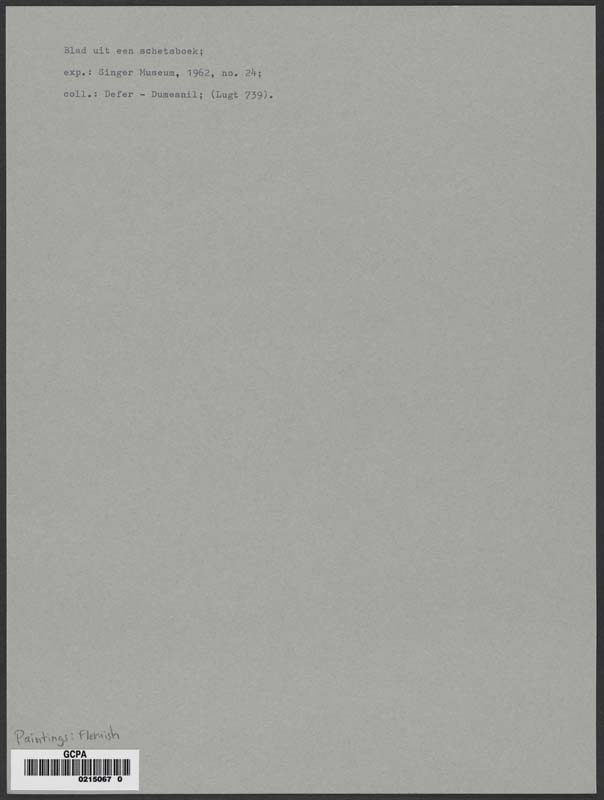 Blad uit een schetsboek;
exp.: Singer Museum, 1962, no. 24;
coll.: Defer - Dumesnil; (Lugt 739).
Paintings: Flemish
GCPA
0215067 0